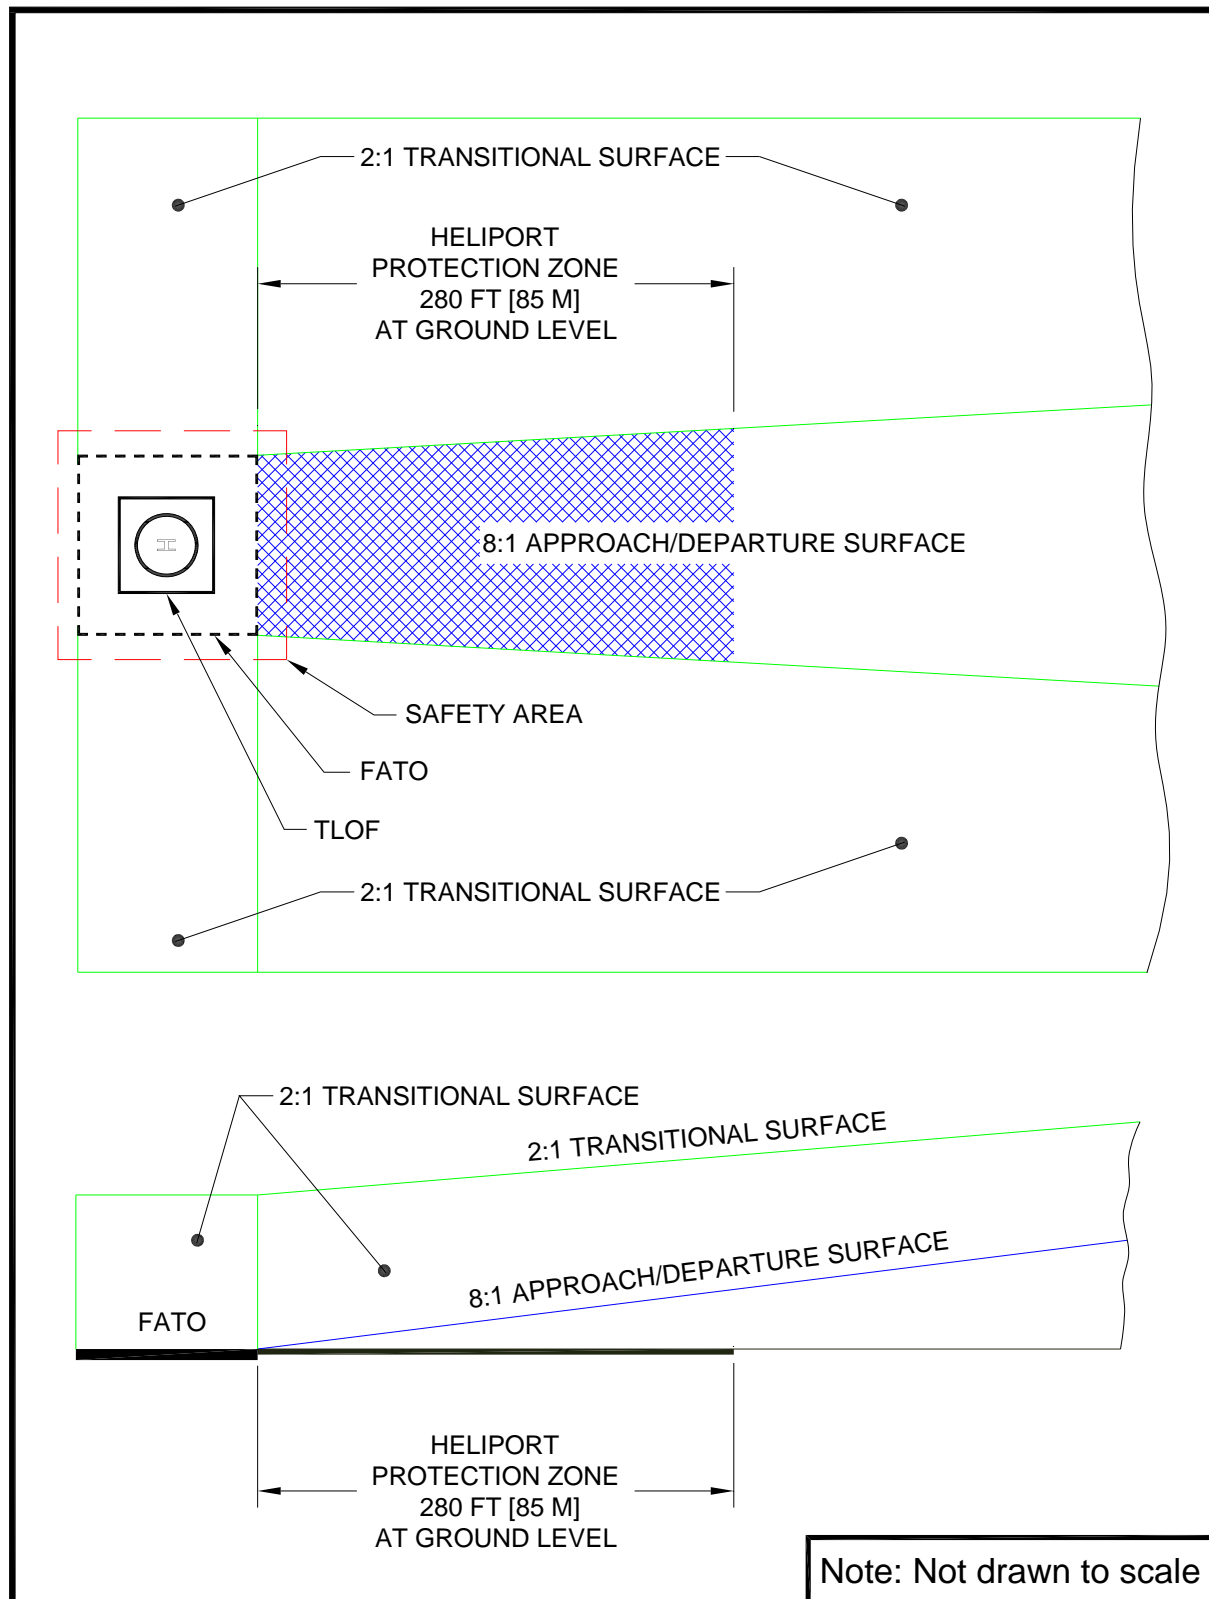 2:1 TRANSITIONAL SURFACE
HELIPORT
PROTECTION ZONE
280 FT [85 M]
AT GROUND LEVEL
8:1 APPROACH/DEPARTURE SURFACE
H
SAFETY AREA
FATO
TLOF
2:1 TRANSITIONAL SURFACE
2:1 TRANSITIONAL SURFACE
2:1 TRANSITIONAL SURFACE
8:1 APPROACH/DEPARTURE SURFACE
FATO
HELIPORT
PROTECTION ZONE
280 FT [85 M]
AT GROUND LEVEL
Note: Not drawn to scale